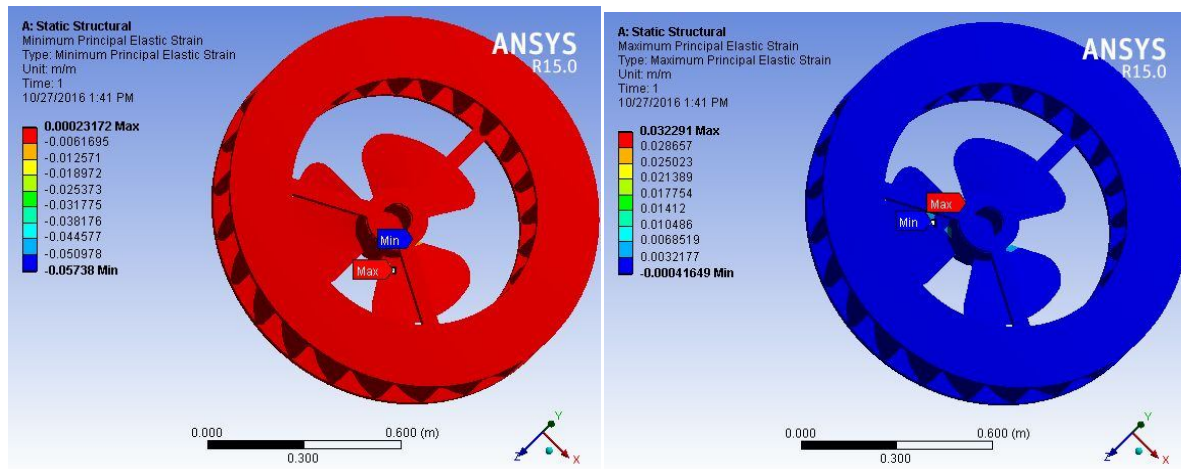 A: Static Structural
Minimum Principal Elastic Strain
Type: Minimum Principal Elastic Strain
Unit: m/m
Time: 1
10/27/2016 1:41 PM
ANSYS
R15.0
0.00023172 Max
-0.0061695
-0.012571
-0.018972
-0.025373
-0.031775
-0.038176
-0.044577
-0.050978
-0.05738 Min
Min
Max
0.000
0.600 (m)
0.300
Y
Z
X
A: Static Structural
Maximum Principal Elastic Strain
Type: Maximum Principal Elastic Strain
Unit: m/m
Time: 1
10/27/2016 1:41 PM
ANSYS
R15.0
0.032291 Max
0.028657
0.025023
0.021389
0.017754
0.01412
0.010486
0.0068519
0.0032177
-0.00041649 Min
Max
Min
0.000
0.600 (m)
0.300
Y
Z
X